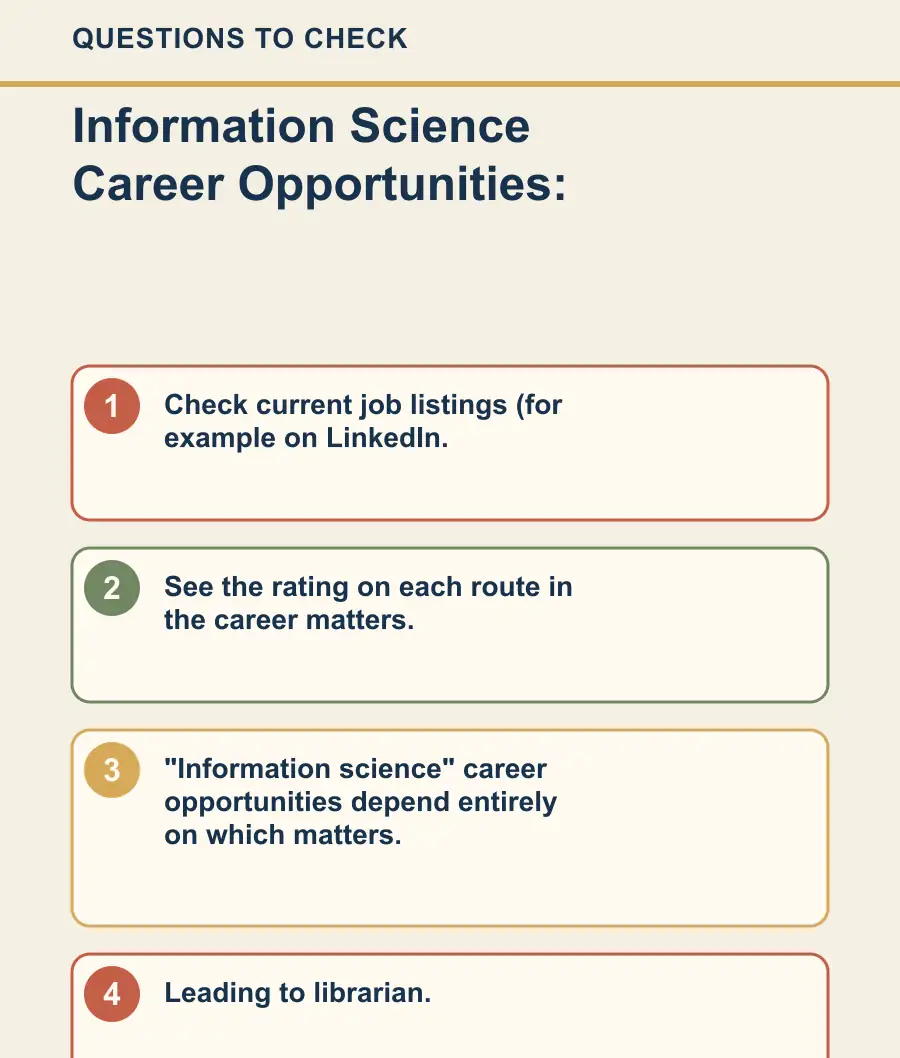 QUESTIONS TO CHECK
Information Science
Career Opportunities:
1
Check current job listings (for
example on LinkedIn.
2
See the rating on each route in
the career matters.
3
"Information science" career
opportunities depend entirely
on which matters.
4
Leading to librarian.